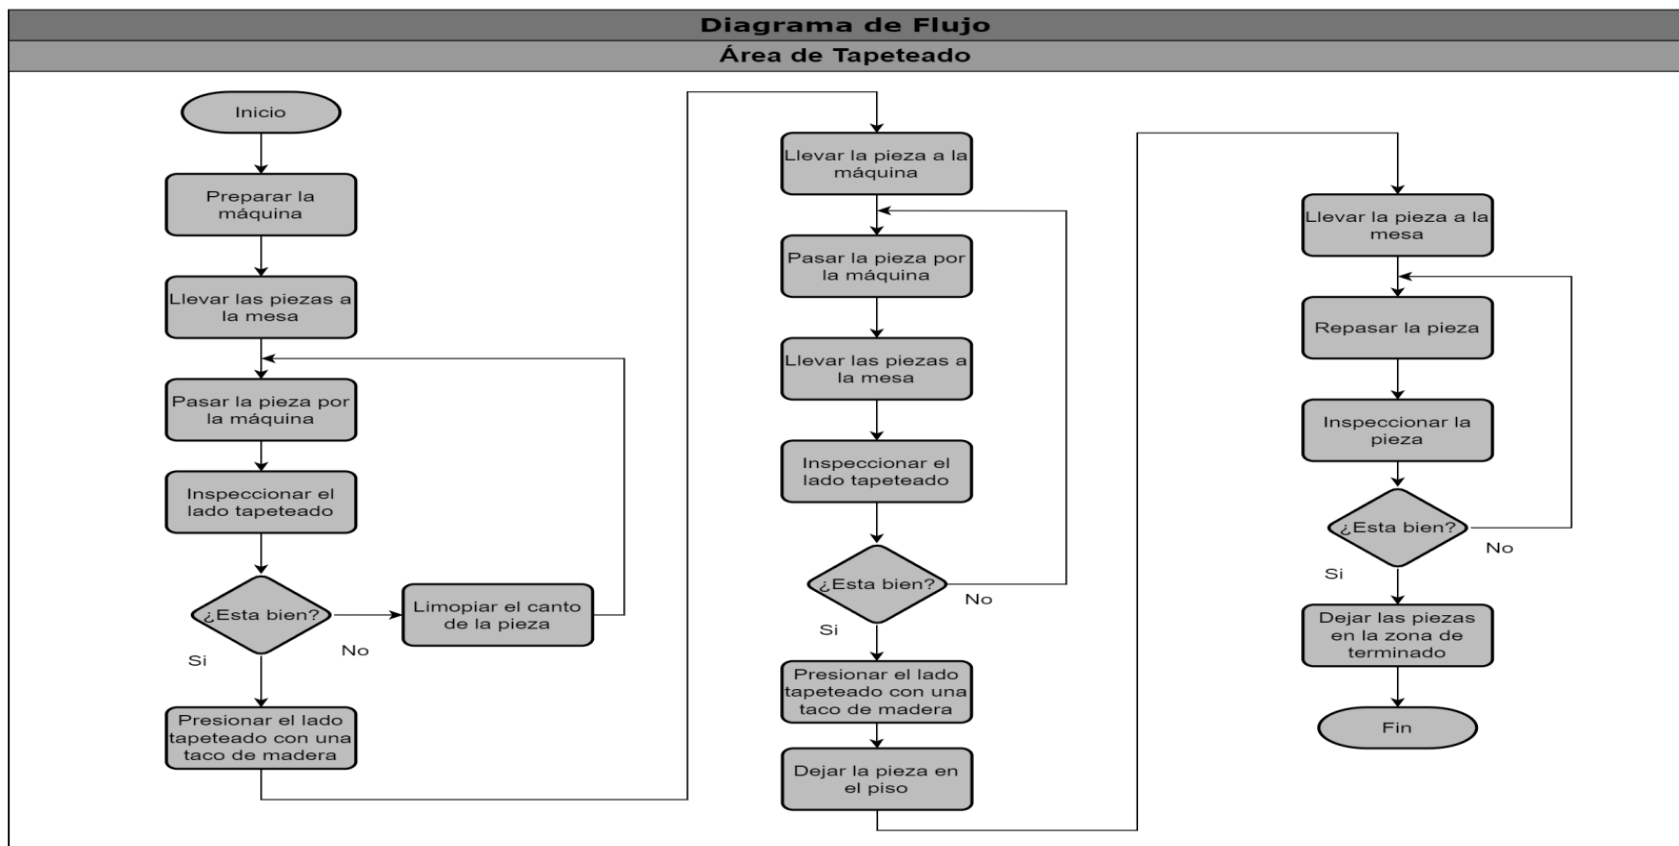 Diagrama de Flujo
Área de Tapeteado
Inicio
Preparar la
máquina
Llevar las piezas a
la mesa
Pasar la pieza por
la máquina
Inspeccionar el
lado tapeteado
¿Esta bien?
No
Si
Limopiar el canto
de la pieza
Presionar el lado
tapeteado con una
taco de madera
Llevar la pieza a la
máquina
Pasar la pieza por
la máquina
Llevar las piezas a
la mesa
Inspeccionar el
lado tapeteado
¿Esta bien?
No
Si
Presionar el lado
tapeteado con una
taco de madera
Dejar la pieza en
el piso
Llevar la pieza a la
mesa
Repasar la pieza
Inspeccionar la
pieza
¿Esta bien?
No
Si
Dejar las piezas
en la zona de
terminado
Fin